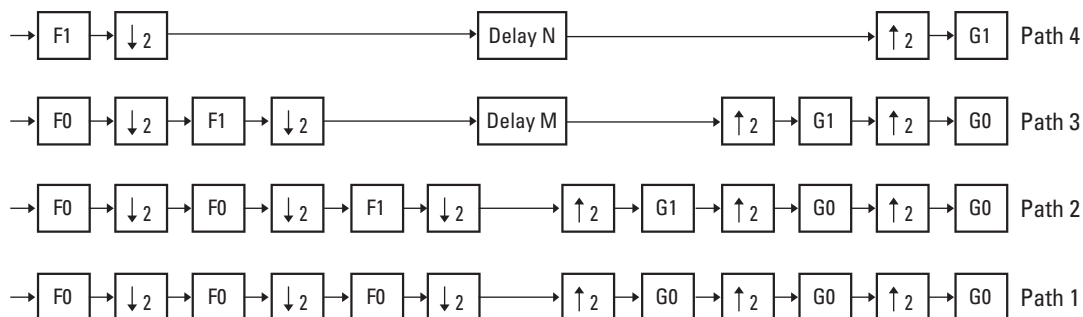 F1 ↓2 Delay N ↑2 G1 Path 4
F0 ↓2 F1 ↓2 Delay M ↑2 G1 ↑2 G0 Path 3
F0 ↓2 F0 ↓2 F1 ↓2 ↑2 G1 ↑2 G0 ↑2 G0 Path 2
F0 ↓2 F0 ↓2 F0 ↓2 ↑2 G0 ↑2 G0 ↑2 G0 Path 1